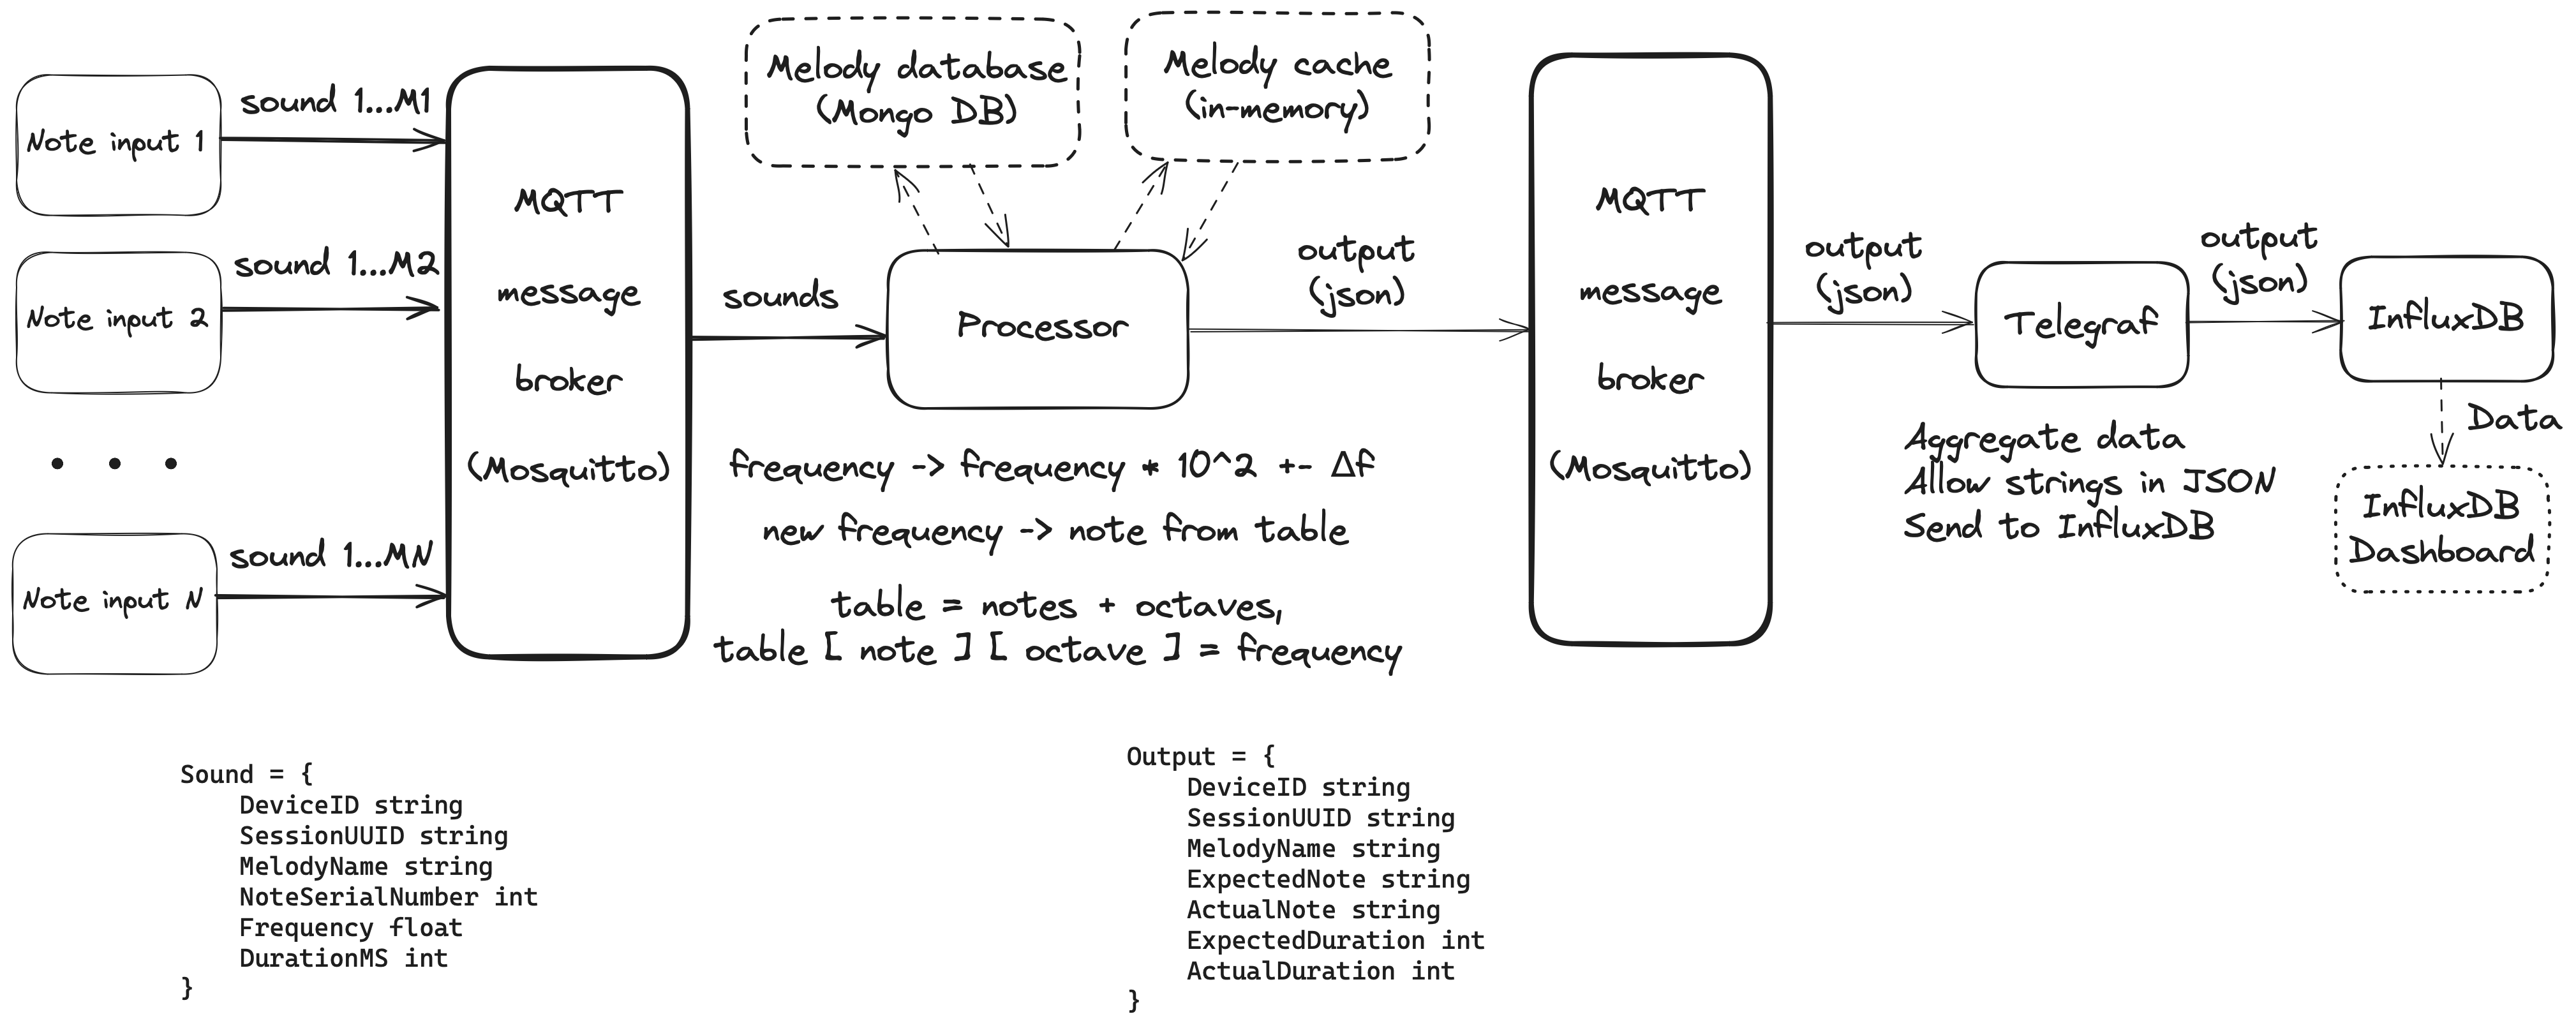 Note input 1
sound 1...M1
Note input 2
sound 1...M2
. . .
Note input N
sound 1...MN
MQTT
message
broker
(Mosquitto)
sounds
Melody database
(Mongo DB)
Melody cache
(in-memory)
Processor
frequency -> frequency * 10^2 +- Δf
new frequency -> note from table
table = notes + octaves,
table [ note ] [ octave ] = frequency
output
(json)
MQTT
message
broker
(Mosquitto)
output
(json)
Telegraf
Aggregate data
Allow strings in JSON
Send to InfluxDB
output
(json)
InfluxDB
Data
InfluxDB
Dashboard
Sound = {
    DeviceID string
    SessionUUID string
    MelodyName string
    NoteSerialNumber int
    Frequency float
    DurationMS int
}
Output = {
    DeviceID string
    SessionUUID string
    MelodyName string
    ExpectedNote string
    ActualNote string
    ExpectedDuration int
    ActualDuration int
}